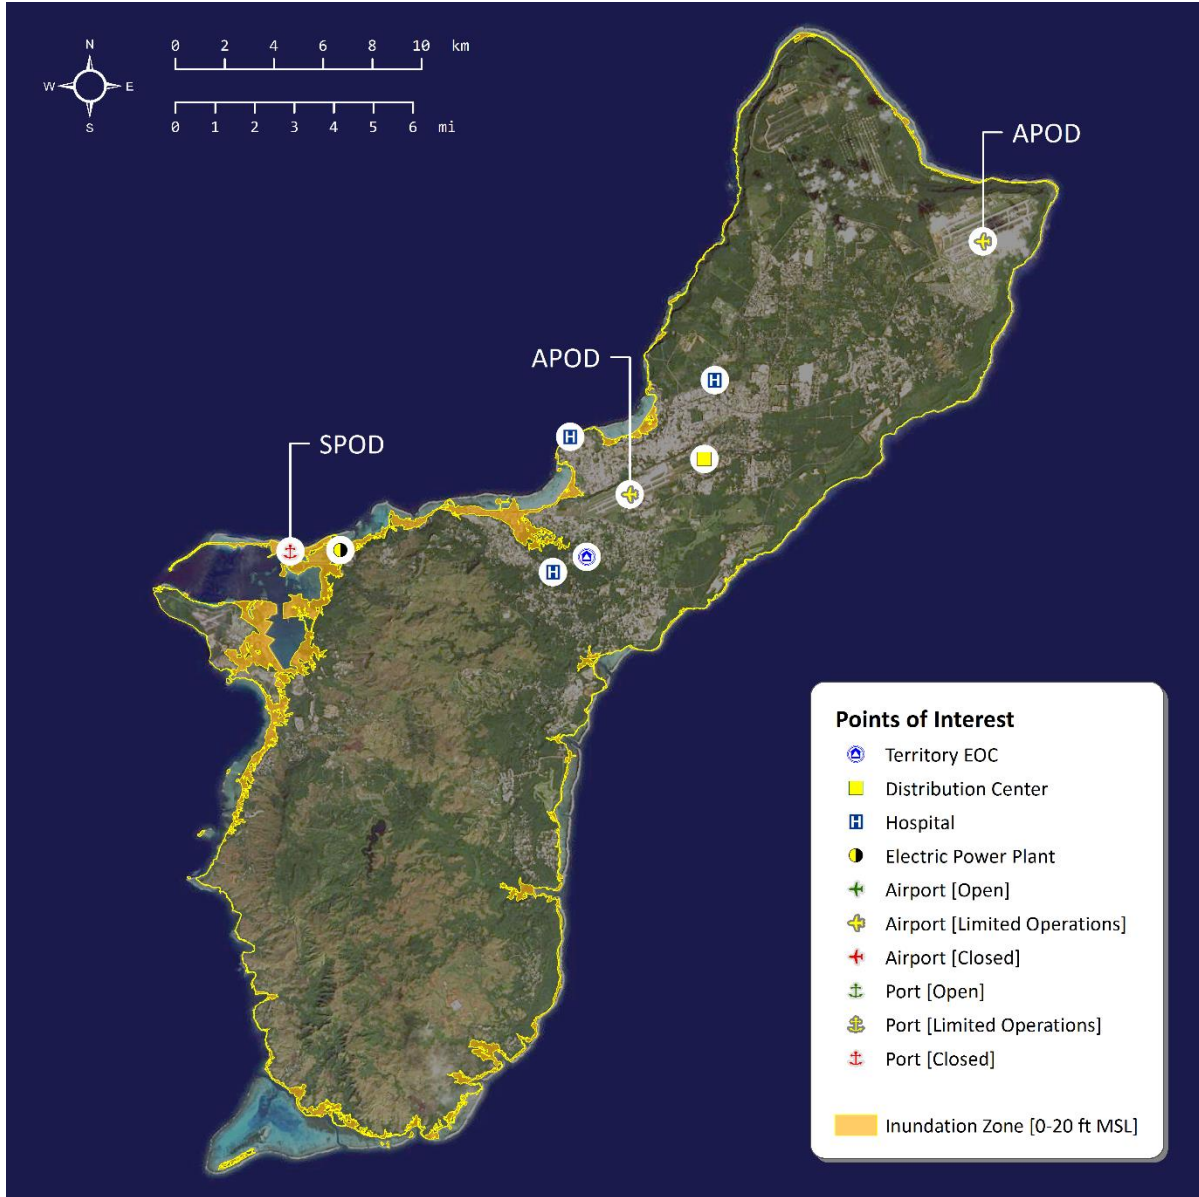 N
W E
S
0 2 4 6 8 10 km
0 1 2 3 4 5 6 mi
APOD
APOD
SPOD
H
H
H
Points of Interest
Territory EOC
Distribution Center
H Hospital
Electric Power Plant
Airport [Open]
Airport [Limited Operations]
Airport [Closed]
Port [Open]
Port [Limited Operations]
Port [Closed]
Inundation Zone [0-20 ft MSL]